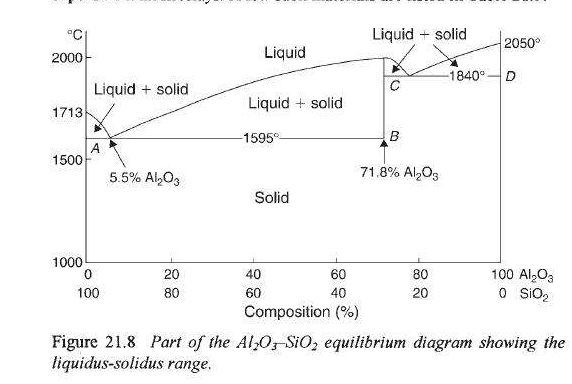 °C
Liquid + solid
2050°
Liquid
2000
1840°
D
C
Liquid + solid
Liquid + solid
1713
1595°
B
A
1500
5.5% Al₂O₃
71.8% Al₂O₃
Solid
1000
0 20 40 60 80 100 Al₂O₃
100 80 60 40 20 0 SiO₂
Composition (%)
Figure 21.8 Part of the Al₂O₃-SiO₂ equilibrium diagram showing the
liquidus-solidus range.